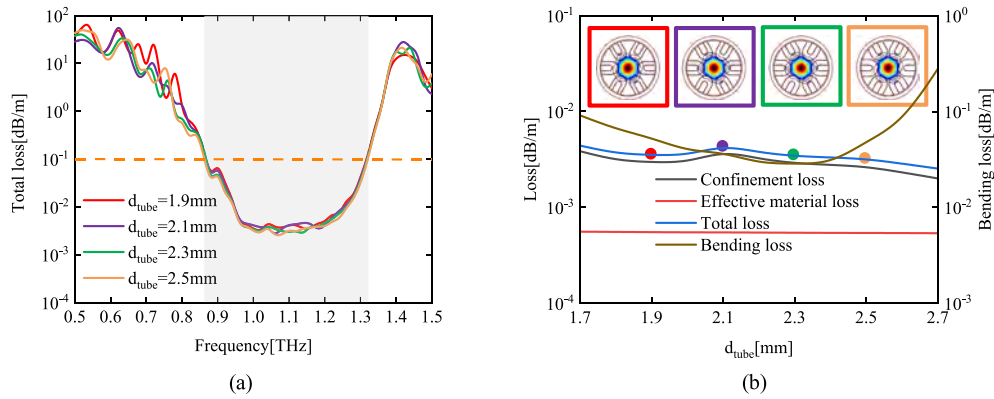 (a)
Total loss[dB/m]
10^2
10^1
10^0
10^-1
10^-2
10^-3
10^-4
d_tube=1.9mm
d_tube=2.1mm
d_tube=2.3mm
d_tube=2.5mm
0.5 0.6 0.7 0.8 0.9 1.0 1.1 1.2 1.3 1.4 1.5
Frequency[THz]
(a)
(b)
Loss[dB/m]
10^-1
10^-2
10^-3
10^-4
Confinement loss
Effective material loss
Total loss
Bending loss
10^0
10^-1
10^-2
10^-3
Bending loss[dB/m]
1.7 1.9 2.1 2.3 2.5 2.7
d_tube[mm]
(b)